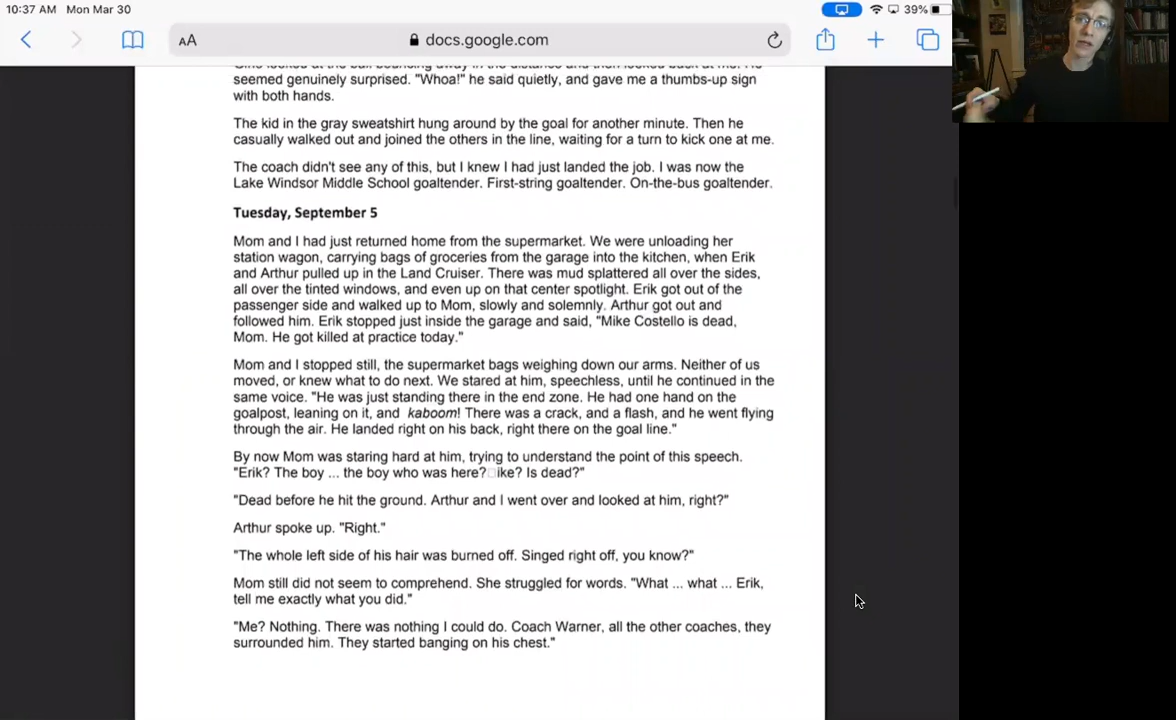 10:37 AM Mon Mar 30
39%
AA
docs.google.com
seemed genuinely surprised. "Whoa!" he said quietly, and gave me a thumbs-up sign
with both hands.
The kid in the gray sweatshirt hung around by the goal for another minute. Then he
casually walked out and joined the others in the line, waiting for a turn to kick one at me.
The coach didn't see any of this, but I knew I had just landed the job. I was now the
Lake Windsor Middle School goaltender. First-string goaltender. On-the-bus goaltender.
Tuesday, September 5
Mom and I had just returned home from the supermarket. We were unloading her
station wagon, carrying bags of groceries from the garage into the kitchen, when Erik
and Arthur pulled up in the Land Cruiser. There was mud splattered all over the sides,
all over the tinted windows, and even up on that center spotlight. Erik got out of the
passenger side and walked up to Mom, slowly and solemnly. Arthur got out and
followed him. Erik stopped just inside the garage and said, "Mike Costello is dead,
Mom. He got killed at practice today."
Mom and I stopped still, the supermarket bags weighing down our arms. Neither of us
moved, or knew what to do next. We stared at him, speechless, until he continued in the
same voice. "He was just standing there in the end zone. He had one hand on the
goalpost, leaning on it, and kaboom! There was a crack, and a flash, and he went flying
through the air. He landed right on his back, right there on the goal line."
By now Mom was staring hard at him, trying to understand the point of this speech.
"Erik? The boy ... the boy who was here? ike? Is dead?"
"Dead before he hit the ground. Arthur and I went over and looked at him, right?"
Arthur spoke up. "Right."
"The whole left side of his hair was burned off. Singed right off, you know?"
Mom still did not seem to comprehend. She struggled for words. "What ... what ... Erik,
tell me exactly what you did."
"Me? Nothing. There was nothing I could do. Coach Warner, all the other coaches, they
surrounded him. They started banging on his chest."